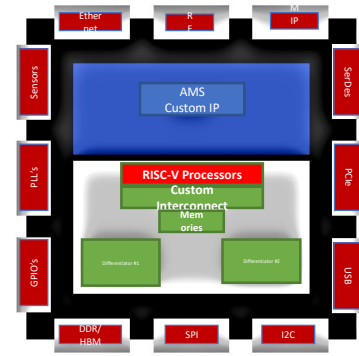 Ether
net
R
F
M
IP
Sensors
SerDes
AMS
Custom IP
PLL's
PCIe
RISC-V Processors
Custom
Interconnect
Mem
ories
GPIO's
USB
Differentiator #1
Differentiator #2
DDR/
HBM
SPI
I2C